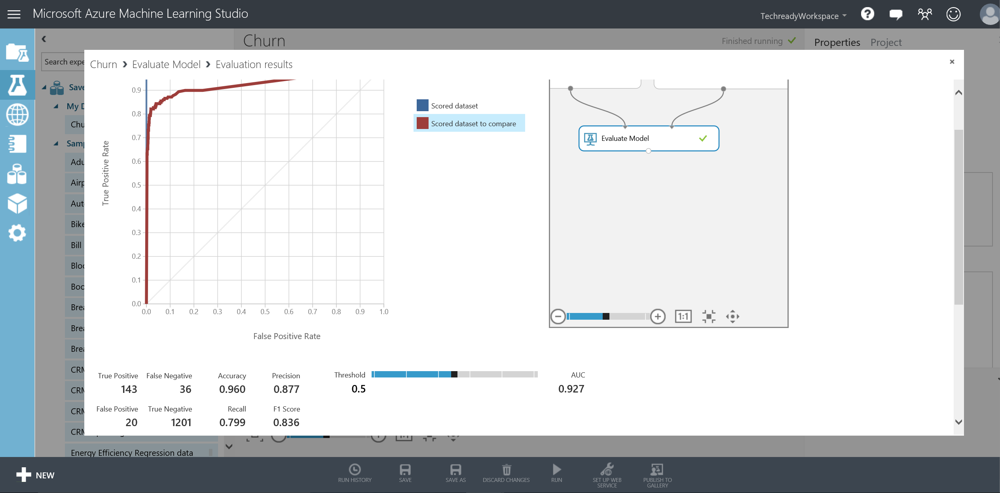 Microsoft Azure Machine Learning Studio
TechreadyWorkspace
Churn
Finished running
Properties Project
Search expe
Churn > Evaluate Model > Evaluation results
Save
My D
Chu
Samp
Adu
Airp
Auto
Bike
Bill
Bloo
Boo
Brea
Brea
Brea
CRM
CRM
CRM
CRM
Energy Efficiency Regression data
True Positive Rate
0.9
0.8
0.7
0.6
0.5
0.4
0.3
0.2
0.1
0.0
0.0 0.1 0.2 0.3 0.4 0.5 0.6 0.7 0.8 0.9 1.0
False Positive Rate
Scored dataset
Scored dataset to compare
Evaluate Model
1:1
True Positive False Negative Accuracy Precision Threshold AUC
143 36 0.960 0.877 0.5 0.927
False Positive True Negative Recall F1 Score
20 1201 0.799 0.836
NEW
RUN HISTORY
SAVE
SAVE AS
DISCARD CHANGES
RUN
SET UP WEB
SERVICE
PUBLISH TO
GALLERY